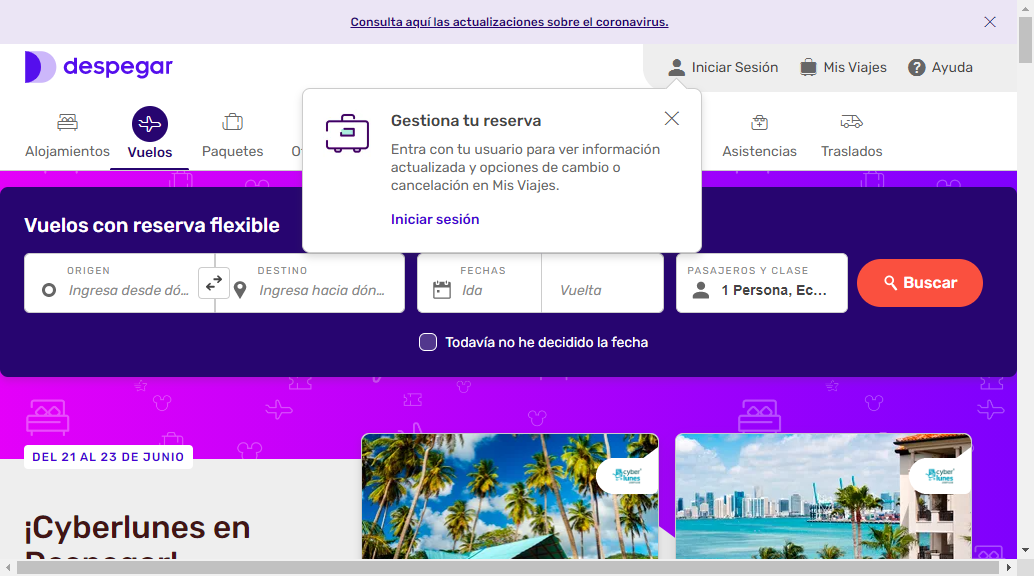 Consulta aquí las actualizaciones sobre el coronavirus.
despegar
Iniciar Sesión
Mis Viajes
Ayuda
Alojamientos
Vuelos
Paquetes
Asistencias
Traslados
Gestiona tu reserva
Entra con tu usuario para ver información
actualizada y opciones de cambio o
cancelación en Mis Viajes.
Iniciar sesión
Vuelos con reserva flexible
ORIGEN
Ingresa desde dó...
DESTINO
Ingresa hacia dón...
FECHAS
Ida
Vuelta
PASAJEROS Y CLASE
1 Persona, Ec...
Buscar
Todavía no he decidido la fecha
DEL 21 AL 23 DE JUNIO
¡Cyberlunes en
Despegar!
cyber
lunes
cyber
lunes